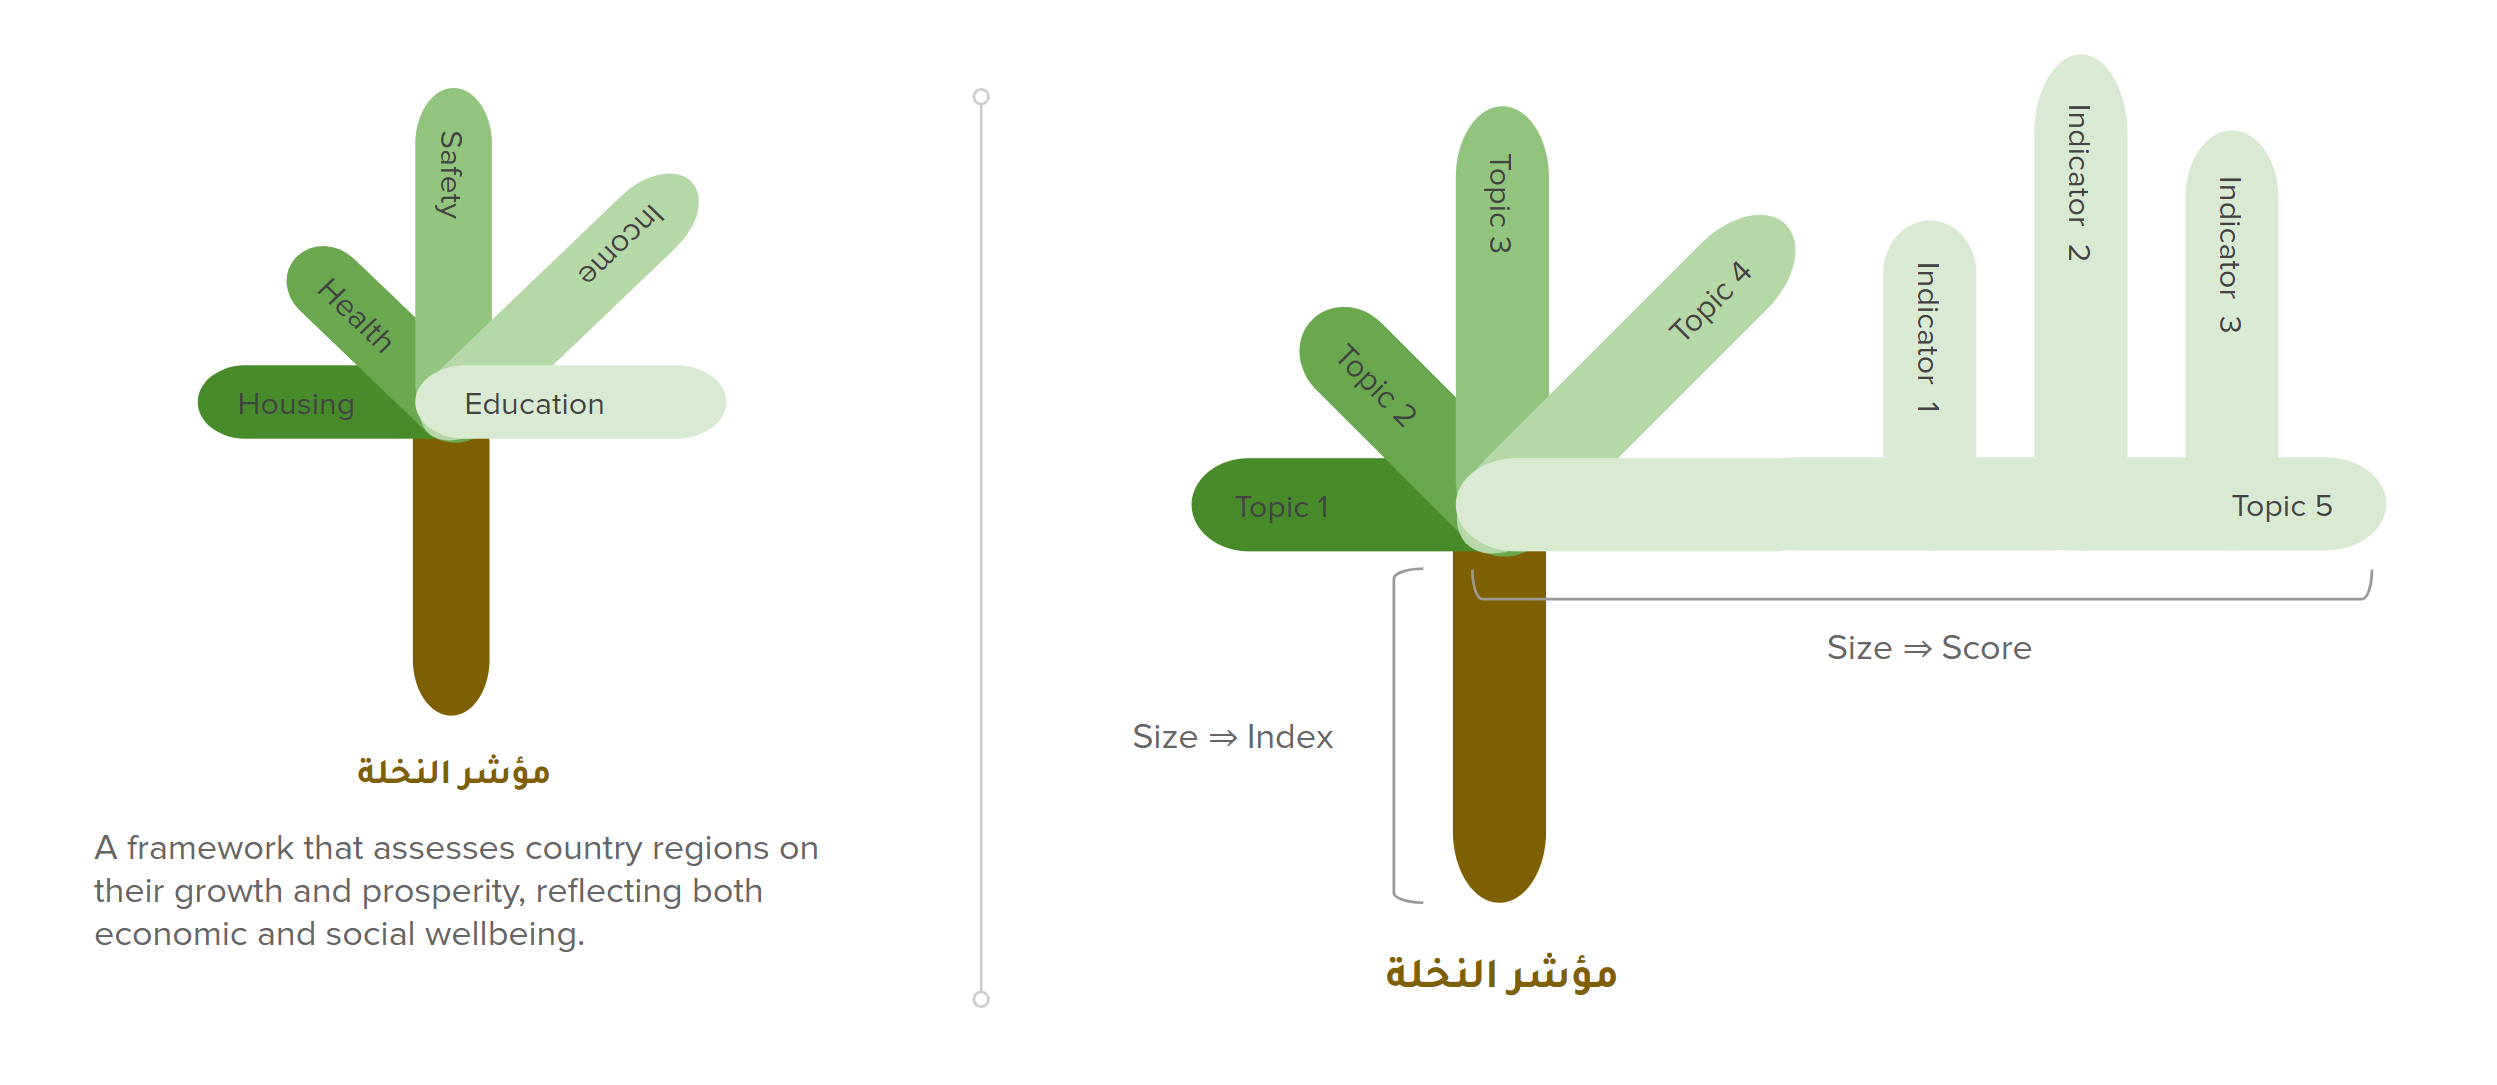 Safety
Income
Health
Housing
Education
مؤشر النخلة
A framework that assesses country regions on
their growth and prosperity, reflecting both
economic and social wellbeing.
Topic 1
Topic 2
Topic 3
Topic 4
Topic 5
Indicator 1
Indicator 2
Indicator 3
Size ⇒ Score
Size ⇒ Index
مؤشر النخلة